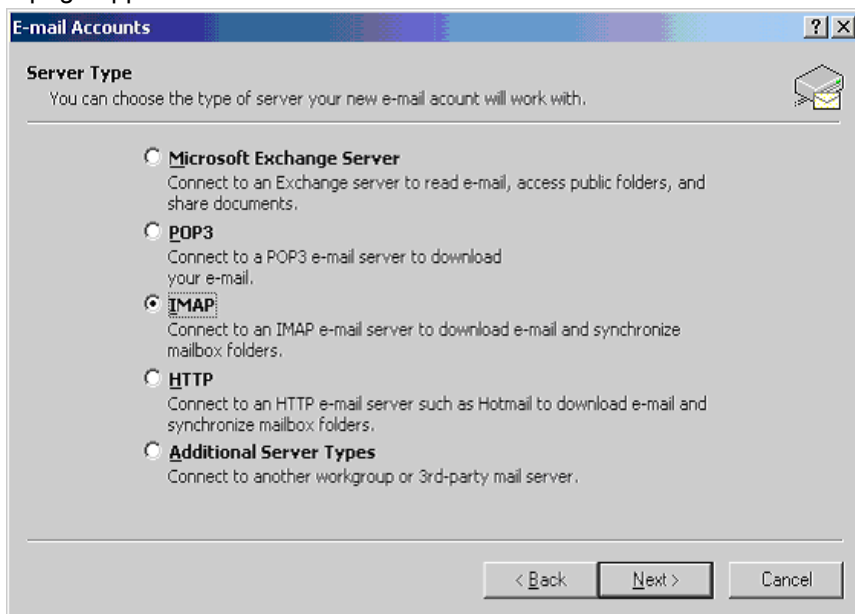 E-mail Accounts
Server Type
You can choose the type of server your new e-mail acount will work with.
Microsoft Exchange Server
Connect to an Exchange server to read e-mail, access public folders, and
share documents.
POP3
Connect to a POP3 e-mail server to download
your e-mail.
IMAP
Connect to an IMAP e-mail server to download e-mail and synchronize
mailbox folders.
HTTP
Connect to an HTTP e-mail server such as Hotmail to download e-mail and
synchronize mailbox folders.
Additional Server Types
Connect to another workgroup or 3rd-party mail server.
< Back Next > Cancel